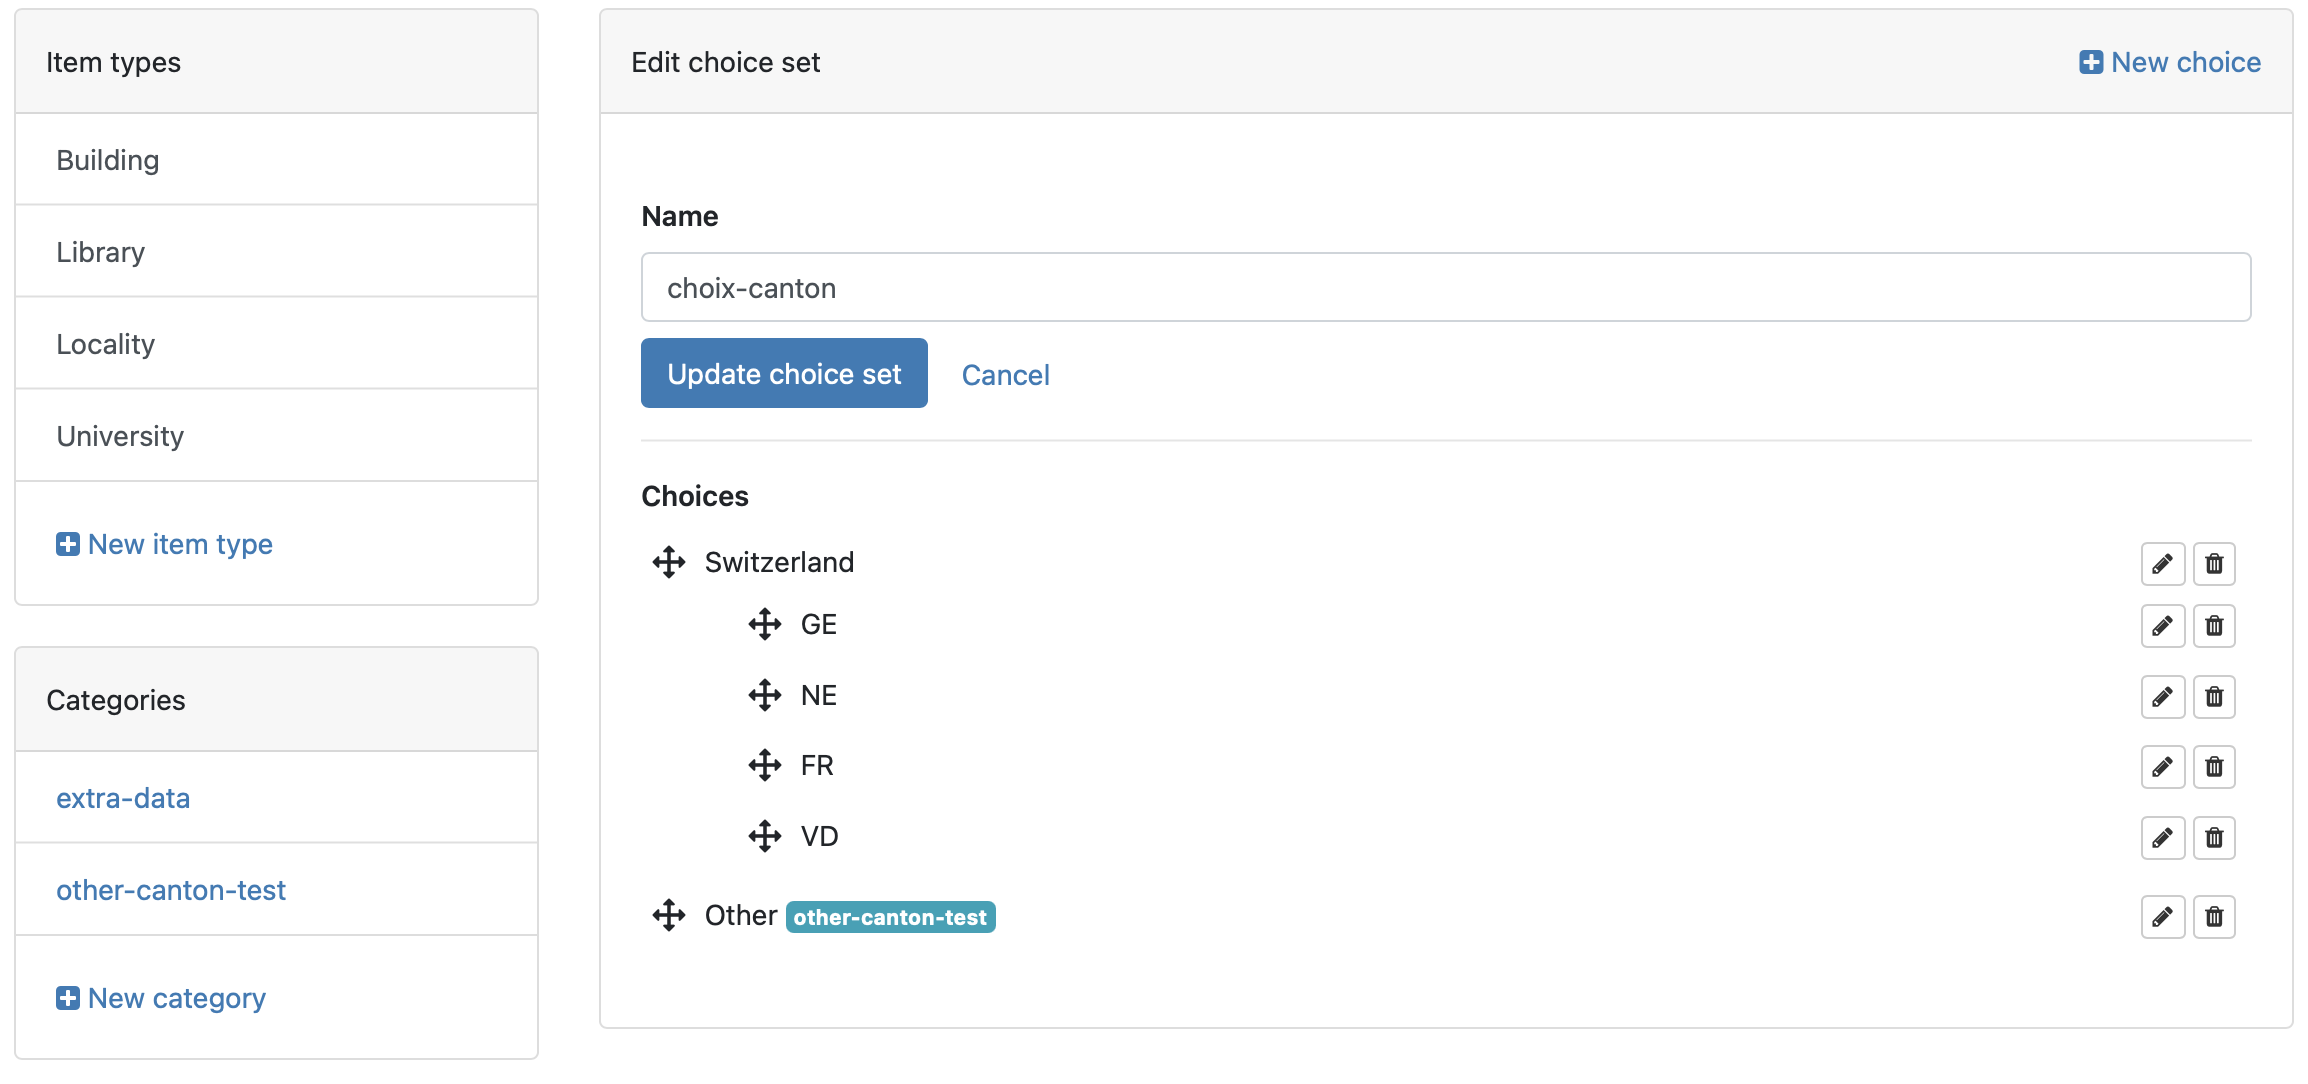 Item types
Building
Library
Locality
University
New item type
Categories
extra-data
other-canton-test
New category
Edit choice set
New choice
Name
choix-canton
Update choice set
Cancel
Choices
Switzerland
GE
NE
FR
VD
Other other-canton-test